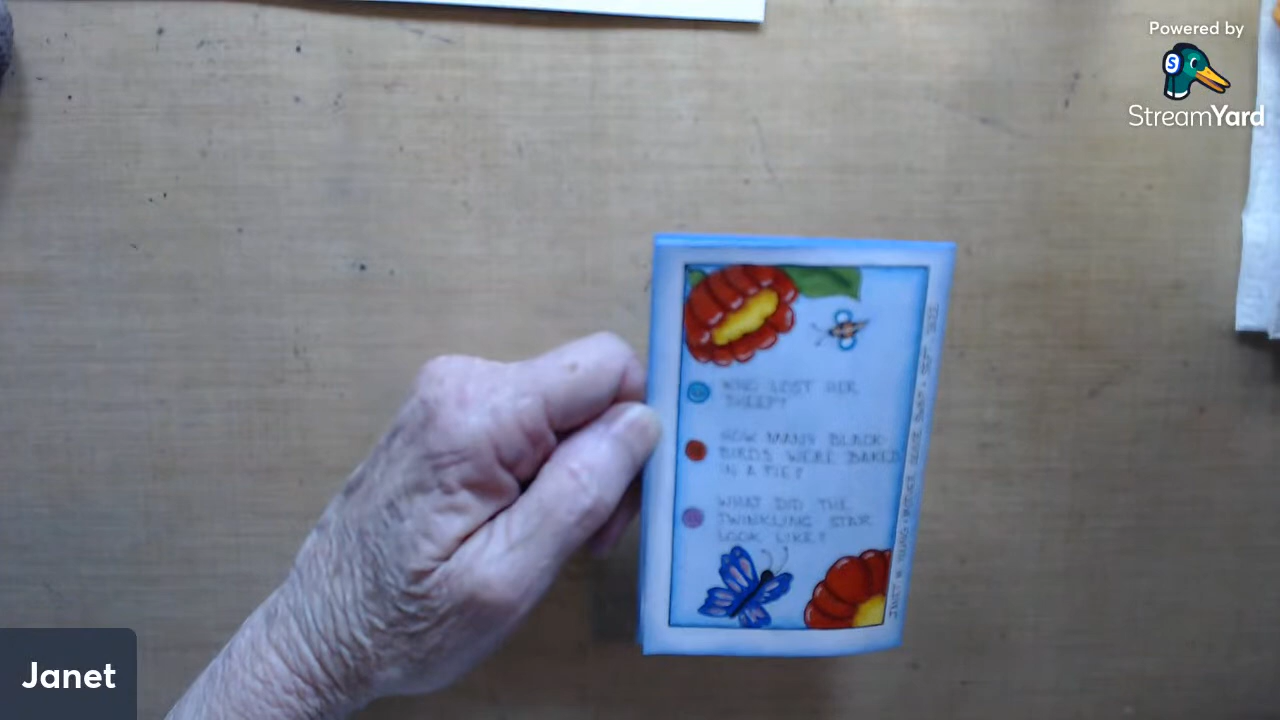 Powered by
StreamYard
WHO LOST HER
SHEEP?
HOW MANY BLACK-
BIRDS WERE BAKED
IN A PIE?
WHAT DID THE
TWINKLING STAR
LOOK LIKE?
Janet